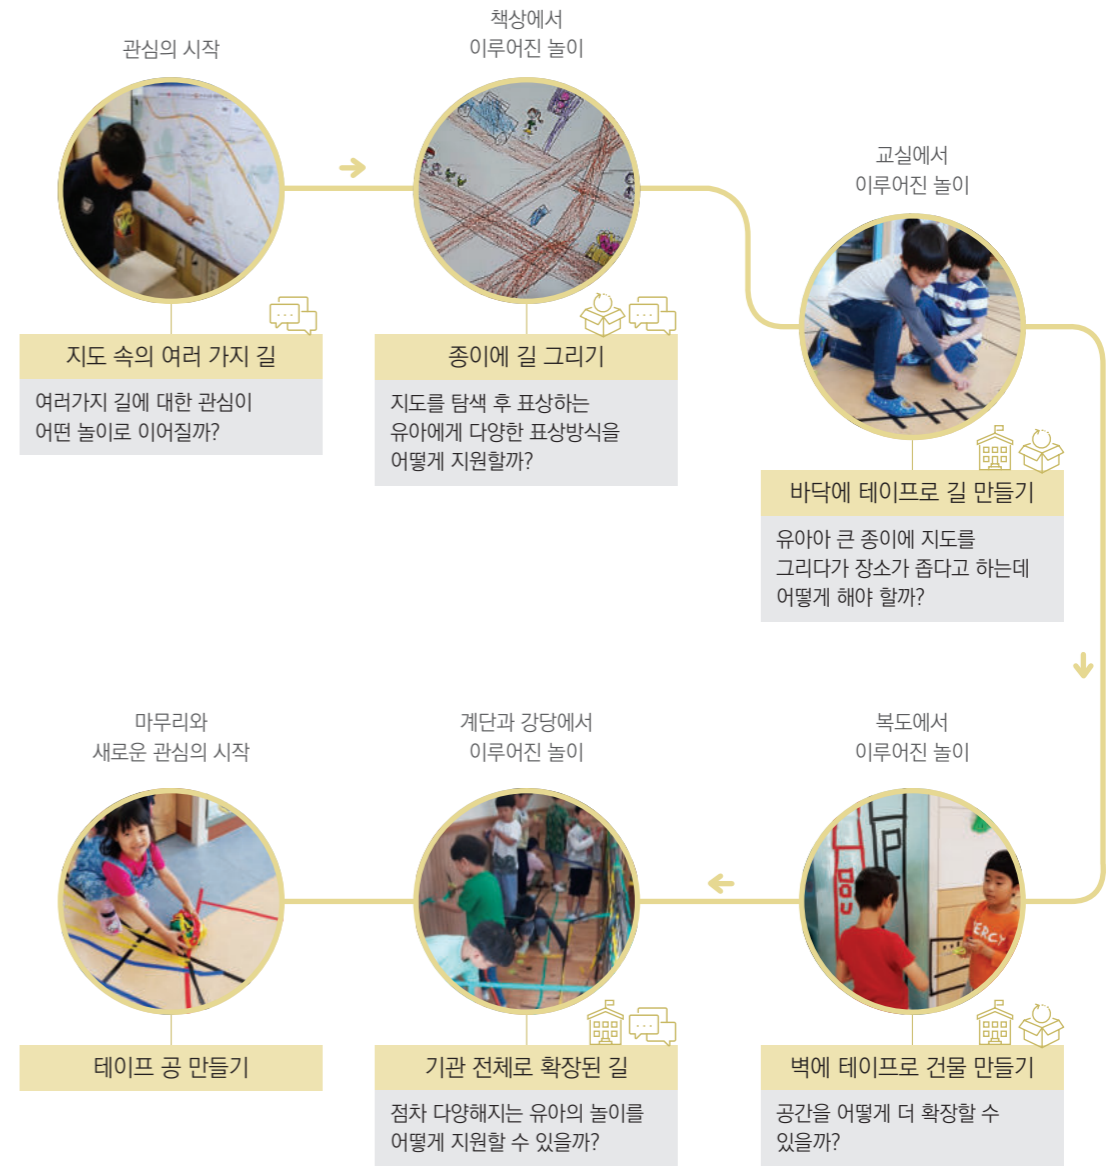 관심의 시작
책상에서
이루어진 놀이
교실에서
이루어진 놀이
지도 속의 여러 가지 길
여러가지 길에 대한 관심이
어떤 놀이로 이어질까?
종이에 길 그리기
지도를 탐색 후 표상하는
유아에게 다양한 표상방식을
어떻게 지원할까?
바닥에 테이프로 길 만들기
유아아 큰 종이에 지도를
그리다가 장소가 좁다고 하는데
어떻게 해야 할까?
마무리와
새로운 관심의 시작
계단과 강당에서
이루어진 놀이
복도에서
이루어진 놀이
MERCY
테이프 공 만들기
기관 전체로 확장된 길
점차 다양해지는 유아의 놀이를
어떻게 지원할 수 있을까?
벽에 테이프로 건물 만들기
공간을 어떻게 더 확장할 수
있을까?